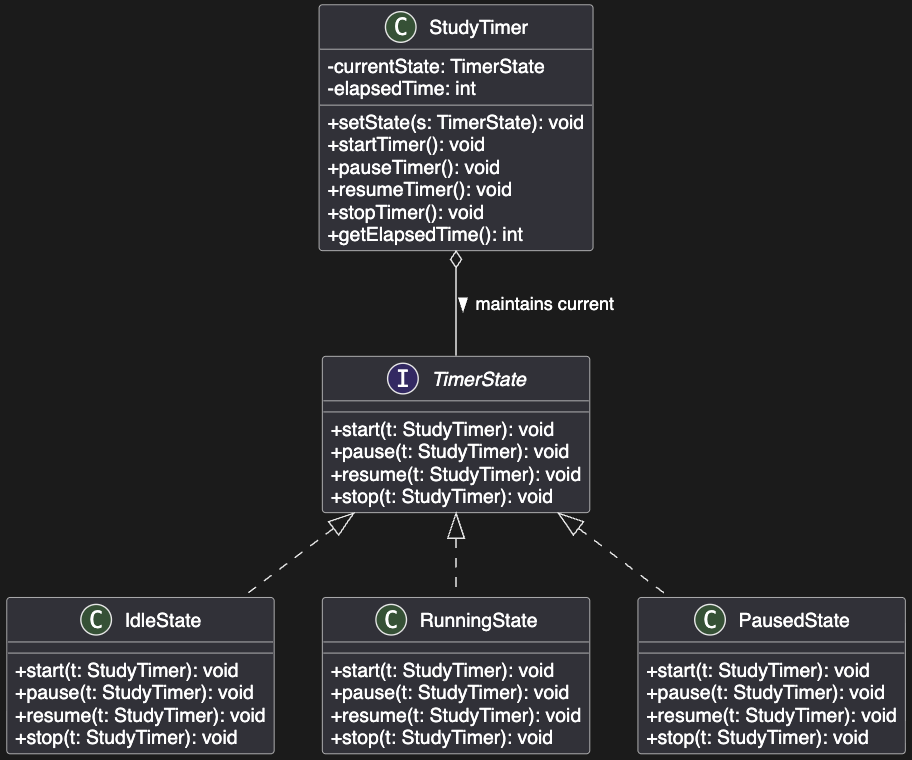 C StudyTimer
-currentState: TimerState
-elapsedTime: int
+setState(s: TimerState): void
+startTimer(): void
+pauseTimer(): void
+resumeTimer(): void
+stopTimer(): void
+getElapsedTime(): int
maintains current
I TimerState
+start(t: StudyTimer): void
+pause(t: StudyTimer): void
+resume(t: StudyTimer): void
+stop(t: StudyTimer): void
C IdleState
+start(t: StudyTimer): void
+pause(t: StudyTimer): void
+resume(t: StudyTimer): void
+stop(t: StudyTimer): void
C RunningState
+start(t: StudyTimer): void
+pause(t: StudyTimer): void
+resume(t: StudyTimer): void
+stop(t: StudyTimer): void
C PausedState
+start(t: StudyTimer): void
+pause(t: StudyTimer): void
+resume(t: StudyTimer): void
+stop(t: StudyTimer): void